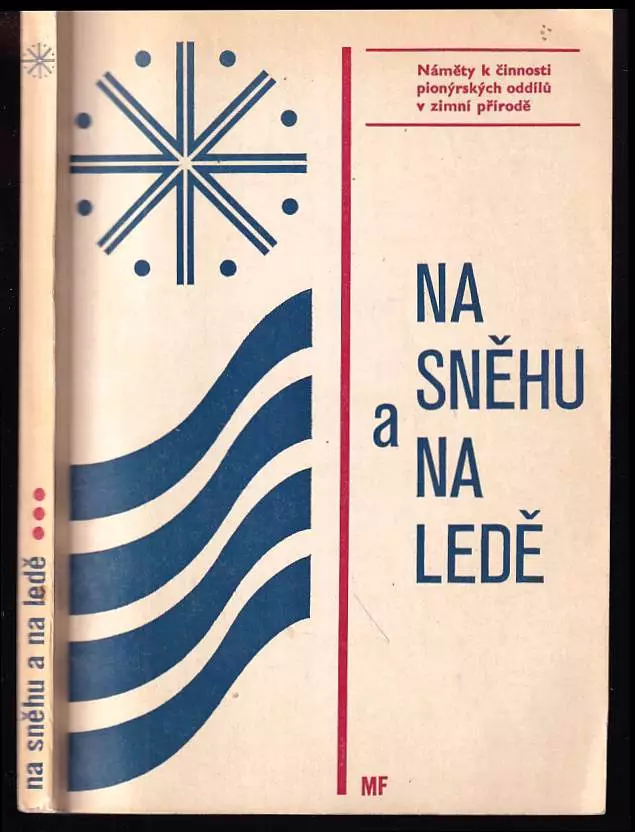 Náměty k činnosti
pionýrských oddílů
v zimní přírodě
NA
SNĚHU
a NA
LEDĚ
MF
na sněhu a na ledě